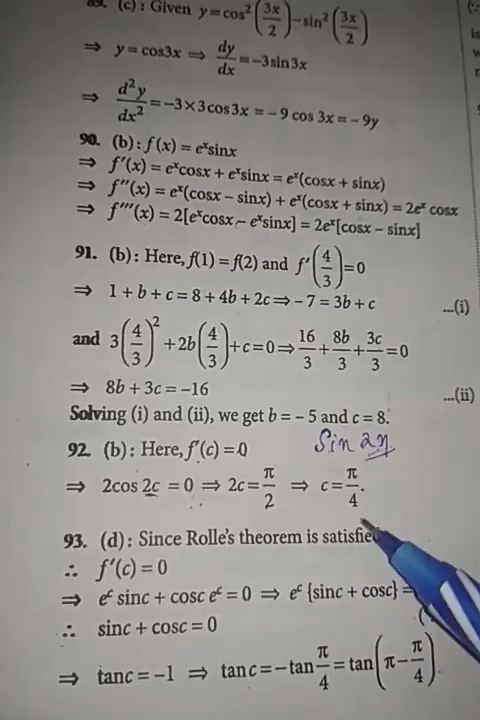 89. (c) : Given y = cos²(3x/2) – sin²(3x/2)
⇒ y = cos3x ⇒ dy/dx = –3sin3x
⇒ d²y/dx² = –3 × 3cos3x = – 9 cos 3x = – 9y
90. (b) : f(x) = eˣsinx
⇒ f′(x) = eˣcosx + eˣsinx = eˣ(cosx + sinx)
⇒ f″(x) = eˣ(cosx – sinx) + eˣ(cosx + sinx) = 2eˣ cosx
⇒ f‴(x) = 2[eˣcosx – eˣsinx] = 2eˣ[cosx – sinx]
91. (b) : Here, f(1) = f(2) and f′(4/3) = 0
⇒ 1 + b + c = 8 + 4b + 2c ⇒ – 7 = 3b + c ...(i)
and 3(4/3)² + 2b(4/3) + c = 0 ⇒ 16/3 + 8b/3 + 3c/3 = 0
⇒ 8b + 3c = –16 ...(ii)
Solving (i) and (ii), we get b = – 5 and c = 8.
Sin 2x
92. (b) : Here, f′(c) = 0
⇒ 2cos 2c = 0 ⇒ 2c = π/2 ⇒ c = π/4.
93. (d) : Since Rolle's theorem is satisfied
∴ f′(c) = 0
⇒ eᶜ sinc + cosc eᶜ = 0 ⇒ eᶜ {sinc + cosc} =
∴ sinc + cosc = 0
⇒ tanc = –1 ⇒ tanc = –tan π/4 = tan(π – π/4)